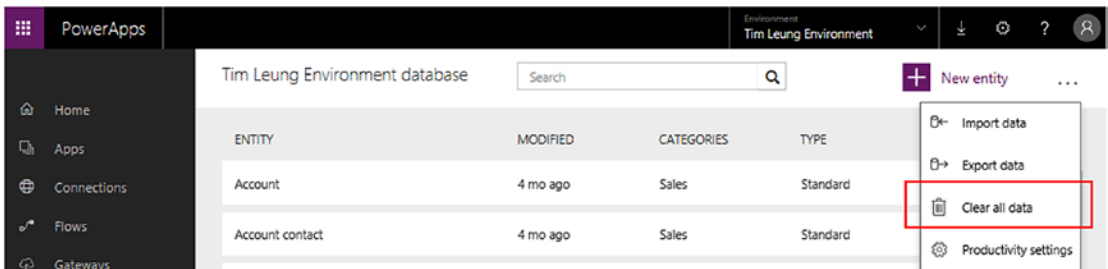 PowerApps
Environment
Tim Leung Environment
?
Tim Leung Environment database
Search
New entity
...
Home
Apps
Connections
Flows
Gateways
ENTITY MODIFIED CATEGORIES TYPE
Account 4 mo ago Sales Standard
Account contact 4 mo ago Sales Standard
Import data
Export data
Clear all data
Productivity settings